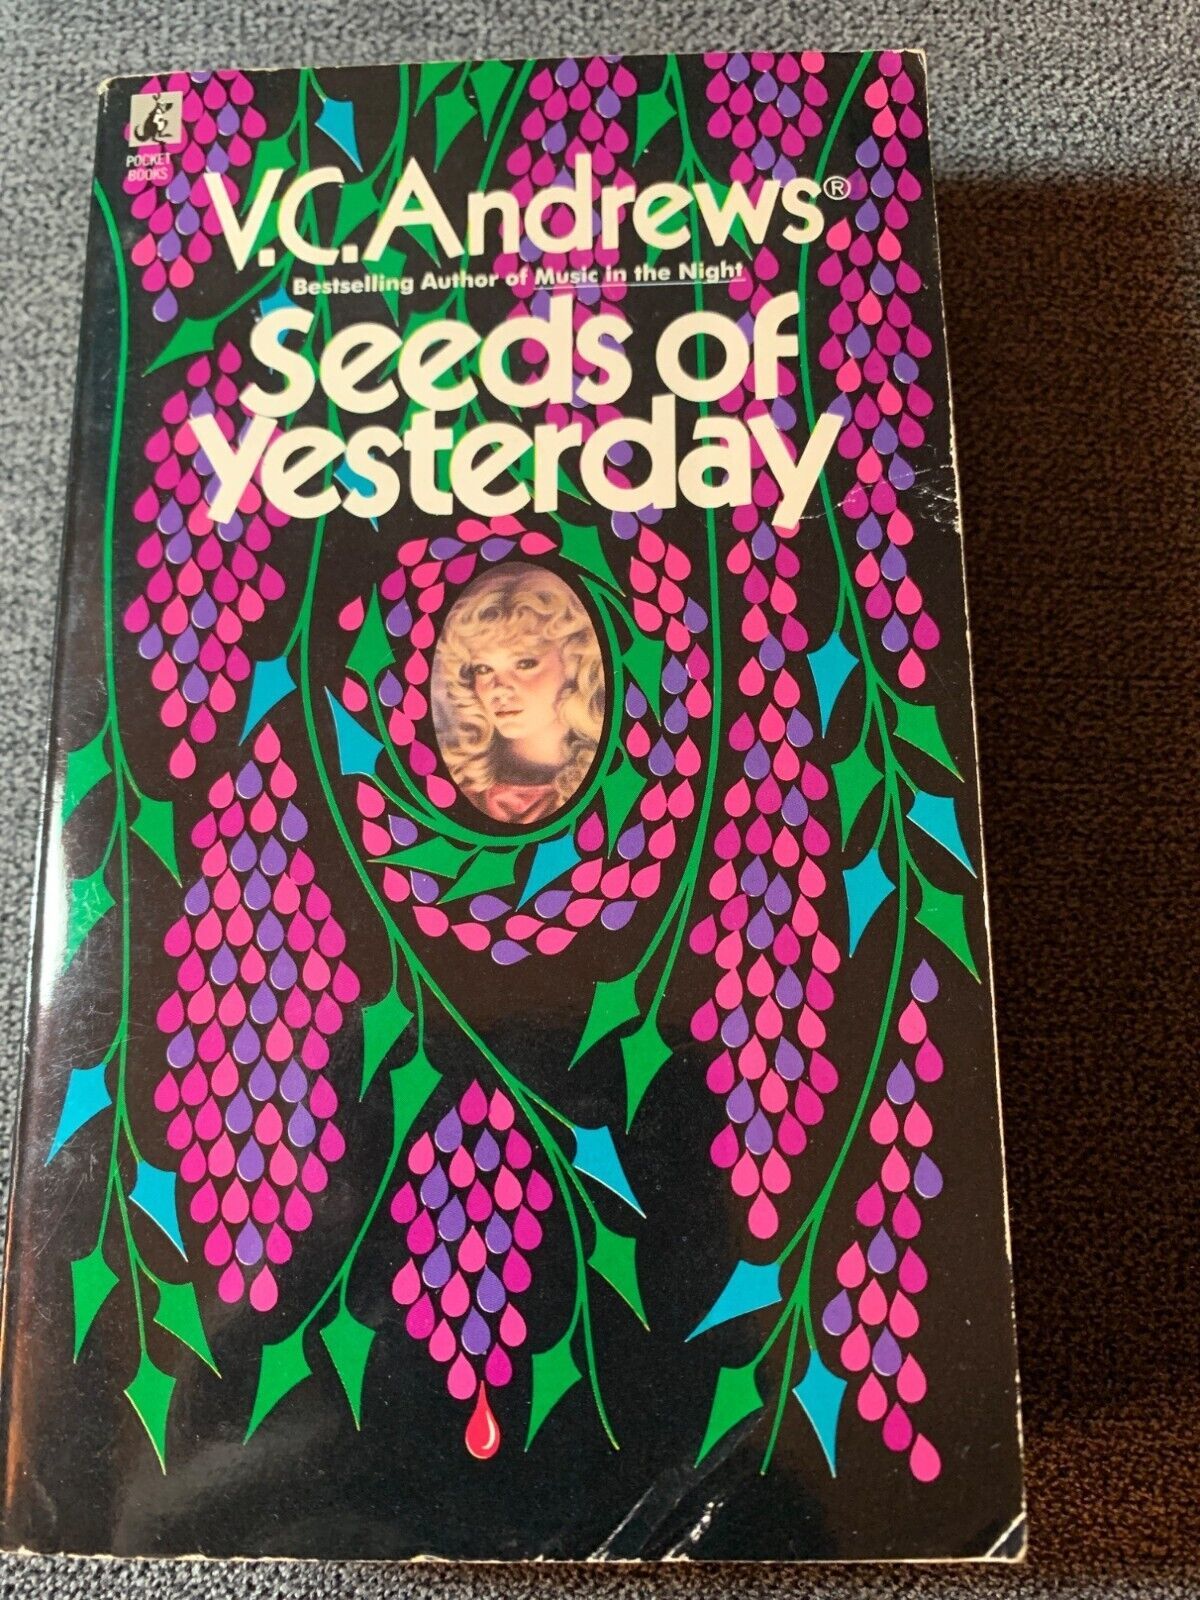 POCKET
BOOKS
V.C. Andrews®
Bestselling Author of Music in the Night
Seeds of
Yesterday